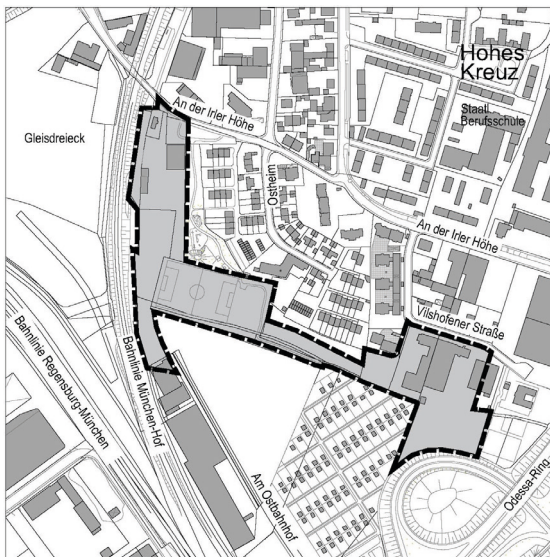 Hohes
Kreuz
Staatl.
Berufsschule
An der Irler Höhe
Gleisdreieck
Ostheim
An der Irler Höhe
Vilshofener Straße
Bahnlinie Regensburg-München
Bahnlinie München-Hof
Am Ostbahnhof
Odessa-Ring